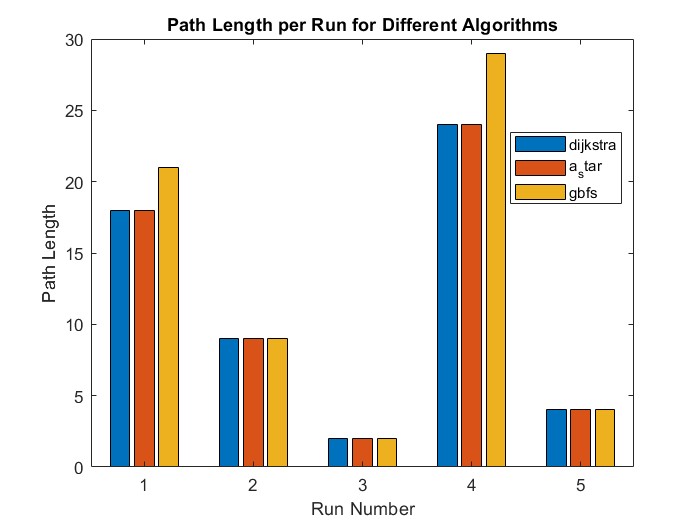 Path Length per Run for Different Algorithms
30
25
20
15
10
5
0
Path Length
dijkstra
a_star
gbfs
1 2 3 4 5
Run Number